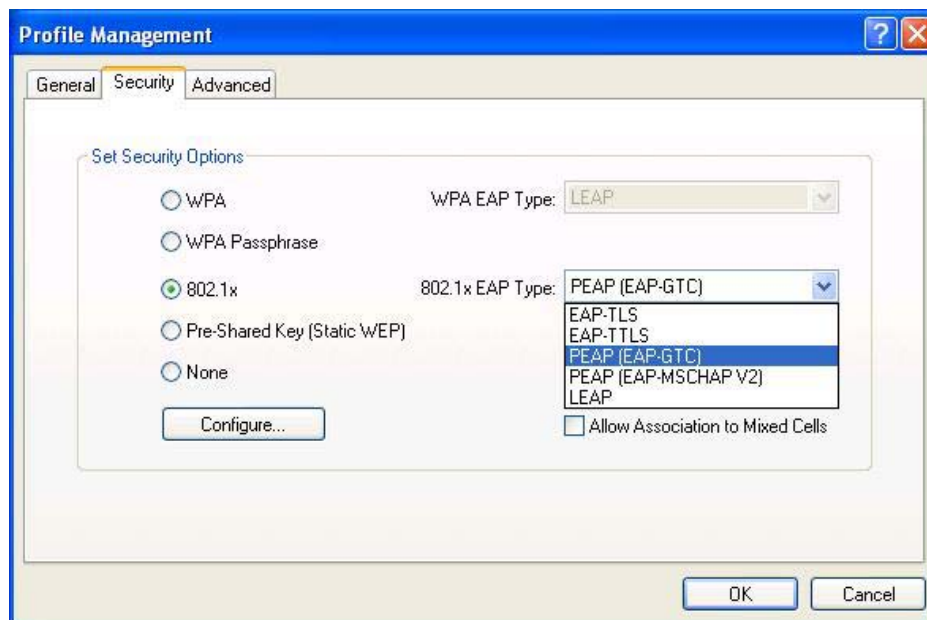 Profile Management
General Security Advanced
Set Security Options
WPA WPA EAP Type: LEAP
WPA Passphrase
802.1x 802.1x EAP Type: PEAP (EAP-GTC)
EAP-TLS
Pre-Shared Key (Static WEP) EAP-TTLS
PEAP (EAP-GTC)
None PEAP (EAP-MSCHAP V2)
LEAP
Configure... Allow Association to Mixed Cells
OK Cancel